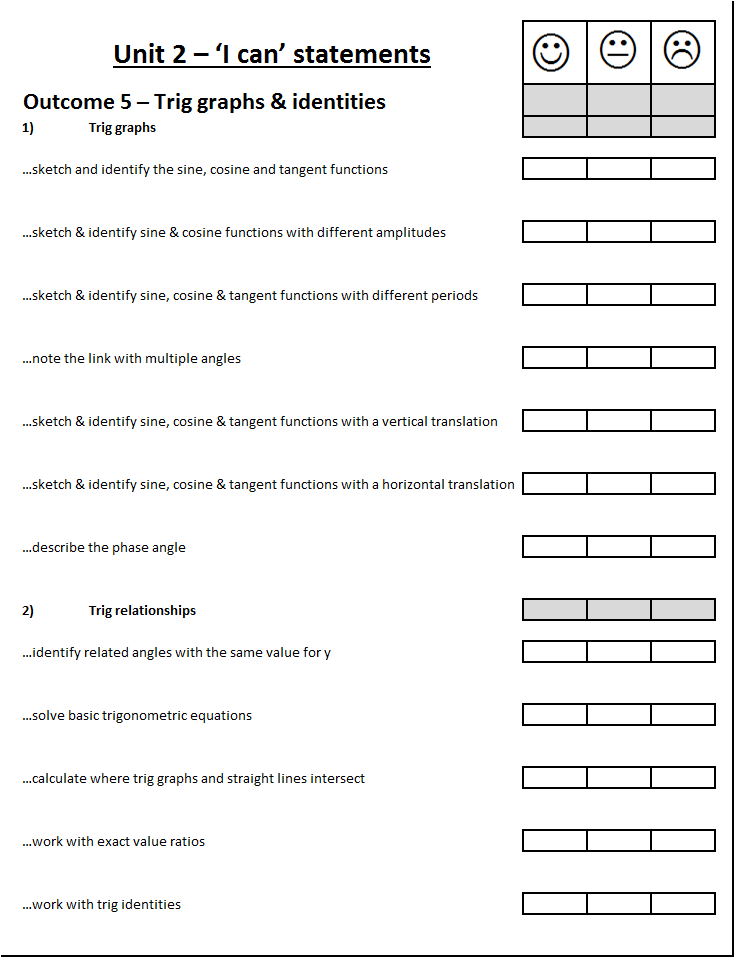 Unit 2 – ‘I can’ statements
Outcome 5 – Trig graphs & identities
1) Trig graphs
…sketch and identify the sine, cosine and tangent functions
…sketch & identify sine & cosine functions with different amplitudes
…sketch & identify sine, cosine & tangent functions with different periods
…note the link with multiple angles
…sketch & identify sine, cosine & tangent functions with a vertical translation
…sketch & identify sine, cosine & tangent functions with a horizontal translation
…describe the phase angle
2) Trig relationships
…identify related angles with the same value for y
…solve basic trigonometric equations
…calculate where trig graphs and straight lines intersect
…work with exact value ratios
…work with trig identities